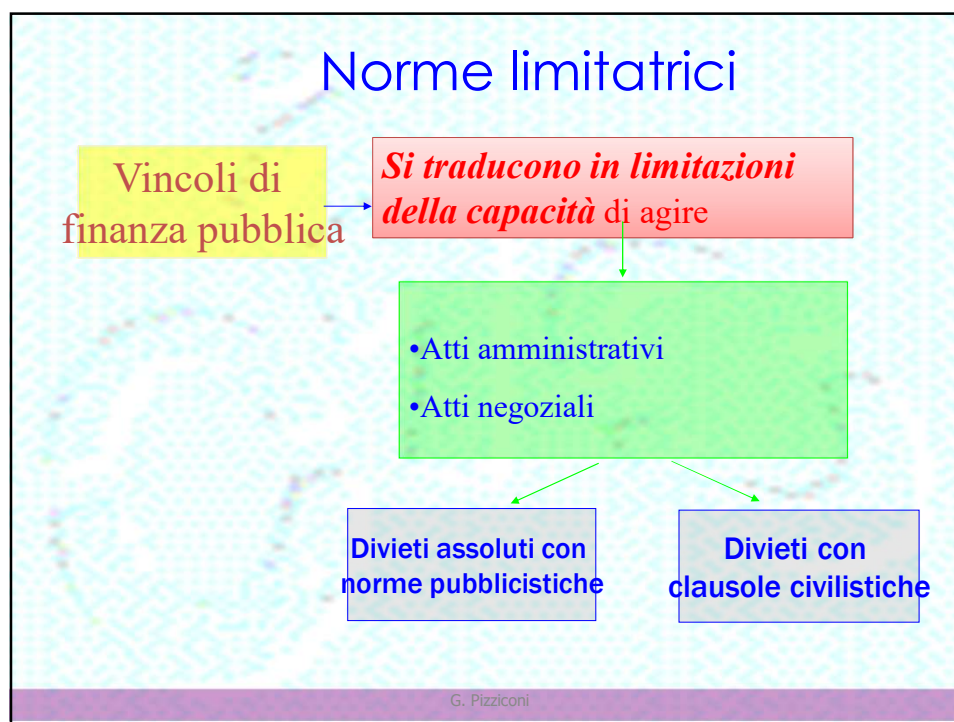 Norme limitatrici
Vincoli di
finanza pubblica
Si traducono in limitazioni
della capacità di agire
•Atti amministrativi
•Atti negoziali
Divieti assoluti con
norme pubblicistiche
Divieti con
clausole civilistiche
G. Pizziconi